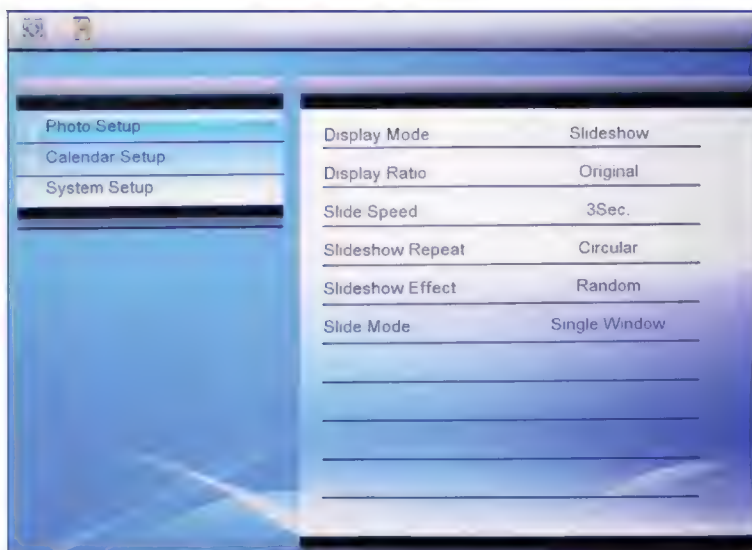 Photo Setup
Calendar Setup
System Setup
Display Mode Slideshow
Display Ratio Original
Slide Speed 3Sec.
Slideshow Repeat Circular
Slideshow Effect Random
Slide Mode Single Window